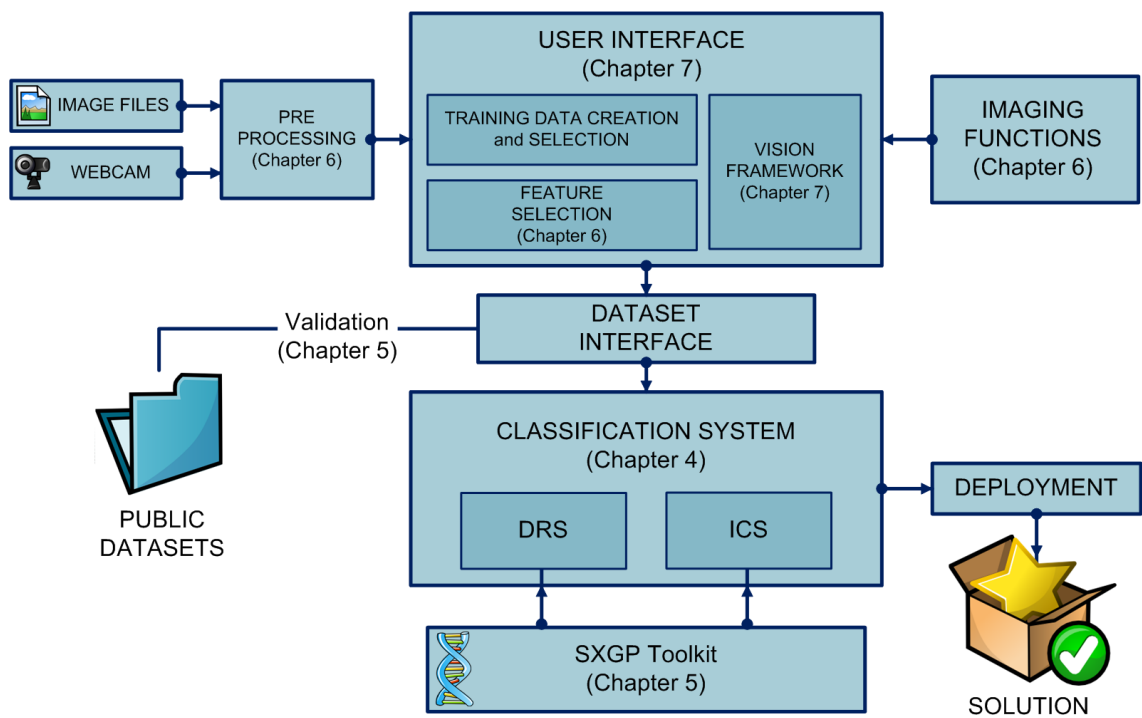 USER INTERFACE
(Chapter 7)
IMAGE FILES
WEBCAM
PRE
PROCESSING
(Chapter 6)
TRAINING DATA CREATION
and SELECTION
FEATURE
SELECTION
(Chapter 6)
VISION
FRAMEWORK
(Chapter 7)
IMAGING
FUNCTIONS
(Chapter 6)
DATASET
INTERFACE
Validation
(Chapter 5)
PUBLIC
DATASETS
CLASSIFICATION SYSTEM
(Chapter 4)
DRS
ICS
DEPLOYMENT
SXGP Toolkit
(Chapter 5)
SOLUTION